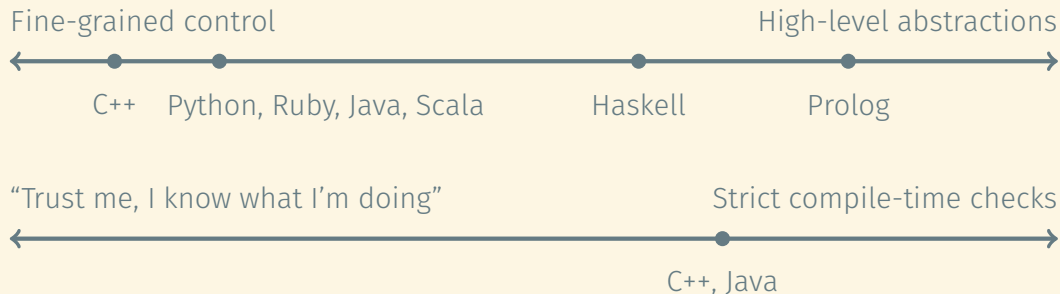 Fine-grained control High-level abstractions
C++ Python, Ruby, Java, Scala Haskell Prolog
“Trust me, I know what I’m doing” Strict compile-time checks
C++, Java